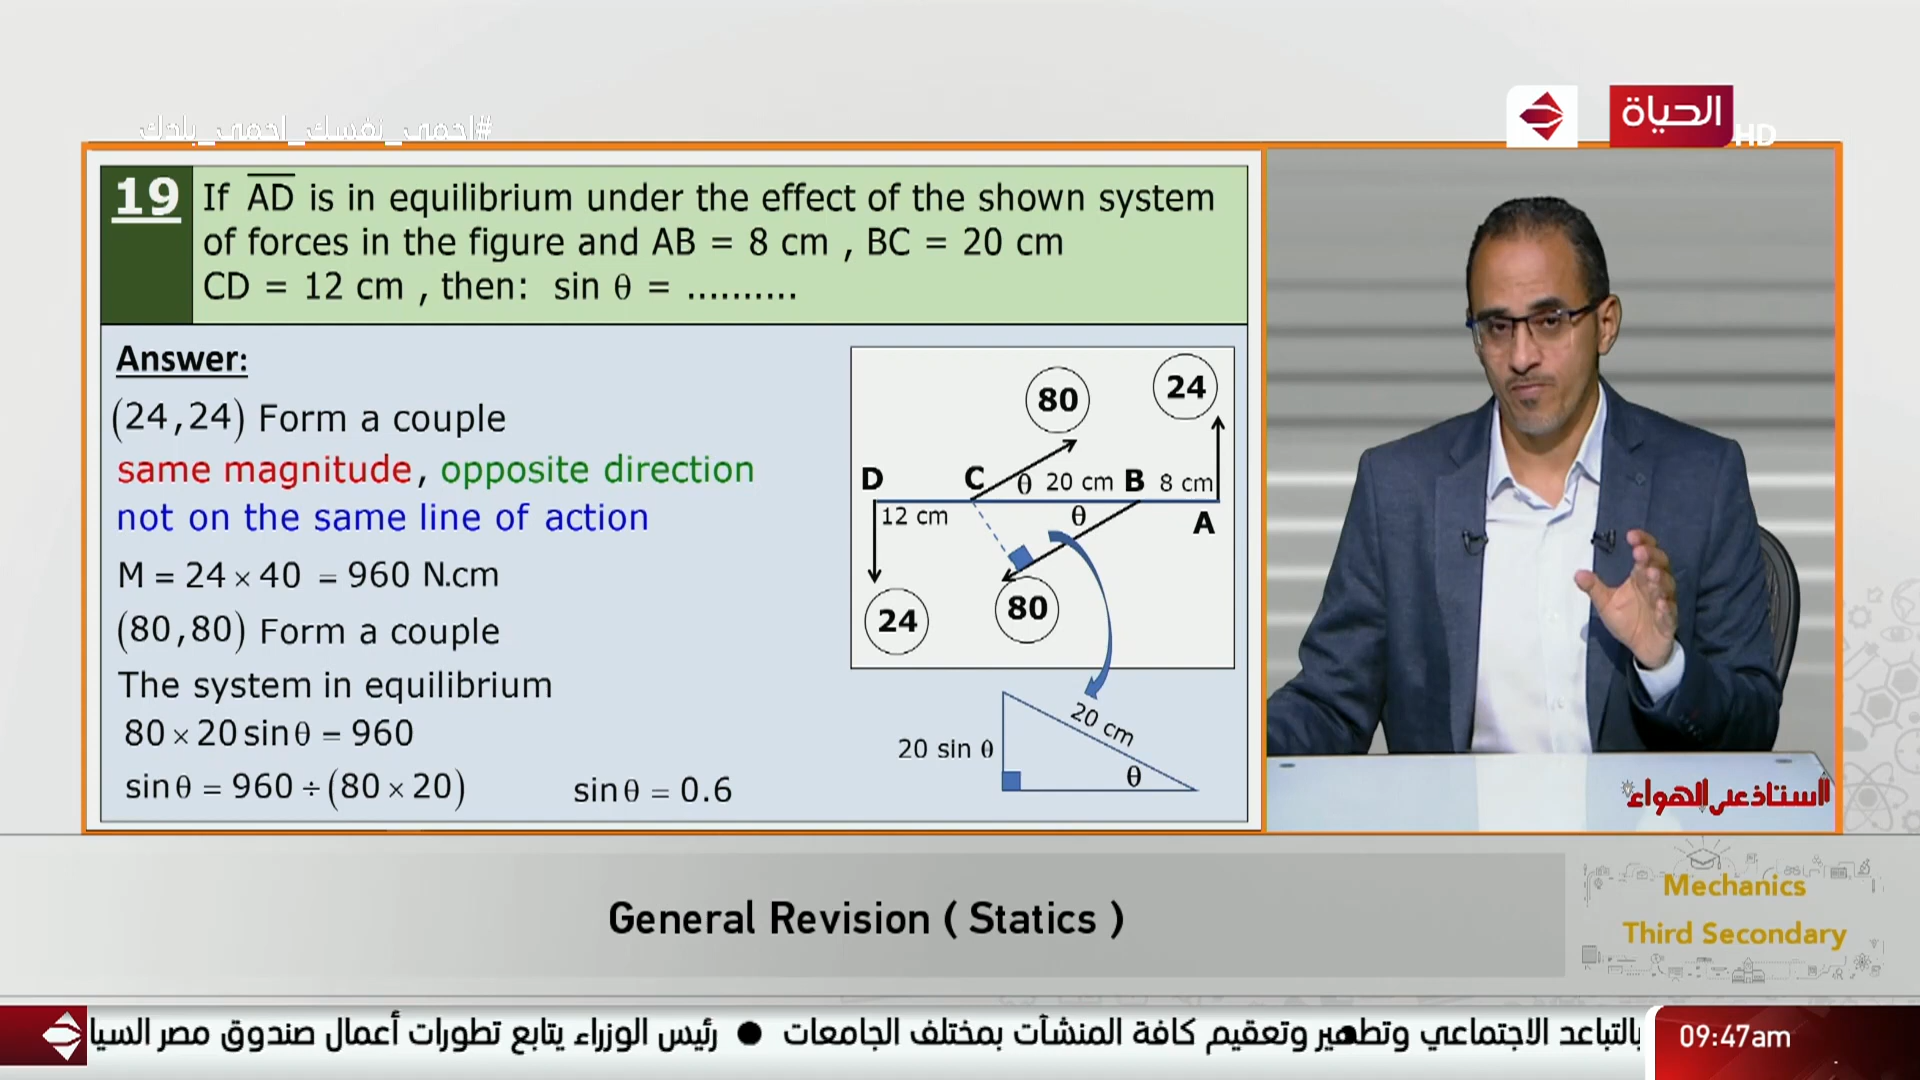 #احمي_نفسك_احمي_بلدك
الحياة
HD
19
If AD is in equilibrium under the effect of the shown system
of forces in the figure and AB = 8 cm , BC = 20 cm
CD = 12 cm , then: sin θ = ..........
Answer:
(24,24) Form a couple
same magnitude, opposite direction
not on the same line of action
M = 24 × 40 = 960 N.cm
(80,80) Form a couple
The system in equilibrium
80 × 20 sin θ = 960
sin θ = 960 ÷ (80 × 20) sin θ = 0.6
80 24
D C θ 20 cm B 8 cm
12 cm θ A
24 80
20 cm
20 sin θ
θ
أستاذ على الهواء
General Revision ( Statics )
Mechanics
Third Secondary
بالتباعد الاجتماعي وتطهير وتعقيم كافة المنشآت بمختلف الجامعات ● رئيس الوزراء يتابع تطورات أعمال صندوق مصر السيا
09:47am